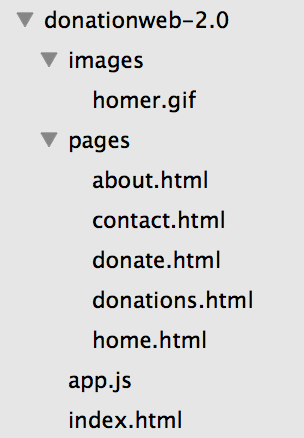 donationweb-2.0
images
homer.gif
pages
about.html
contact.html
donate.html
donations.html
home.html
app.js
index.html